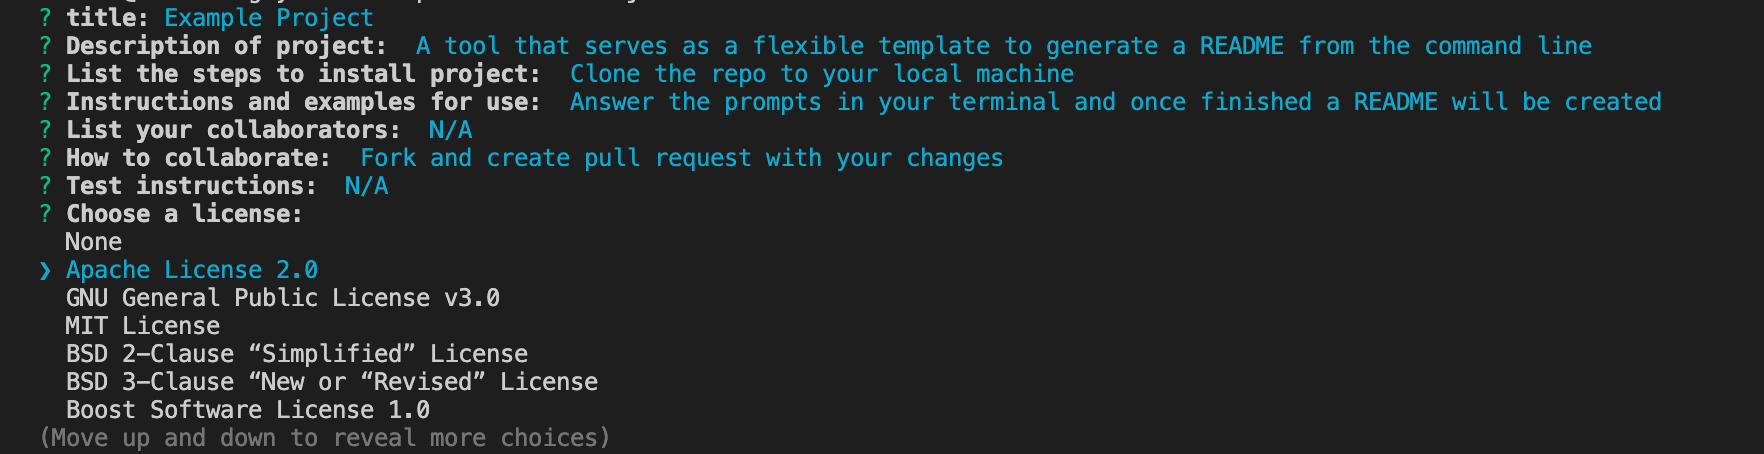 ? title: Example Project
? Description of project:  A tool that serves as a flexible template to generate a README from the command line
? List the steps to install project:  Clone the repo to your local machine
? Instructions and examples for use:  Answer the prompts in your terminal and once finished a README will be created
? List your collaborators:  N/A
? How to collaborate:  Fork and create pull request with your changes
? Test instructions:  N/A
? Choose a license:
None
❯ Apache License 2.0
GNU General Public License v3.0
MIT License
BSD 2-Clause “Simplified” License
BSD 3-Clause “New or “Revised” License
Boost Software License 1.0
(Move up and down to reveal more choices)